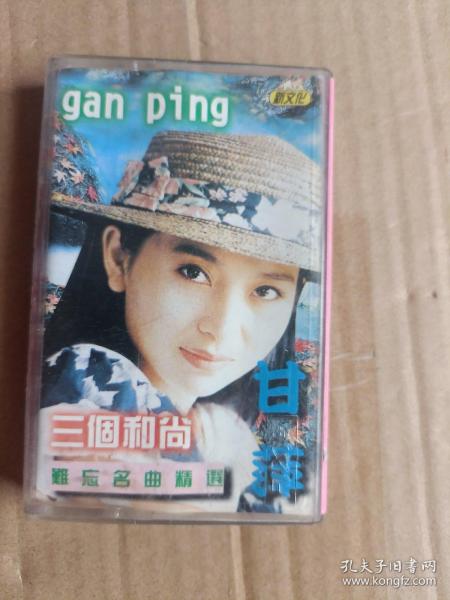 gan ping
新文化
甘萍
三個和尚
難忘名曲精選
孔夫子旧书网
www.kongfz.com